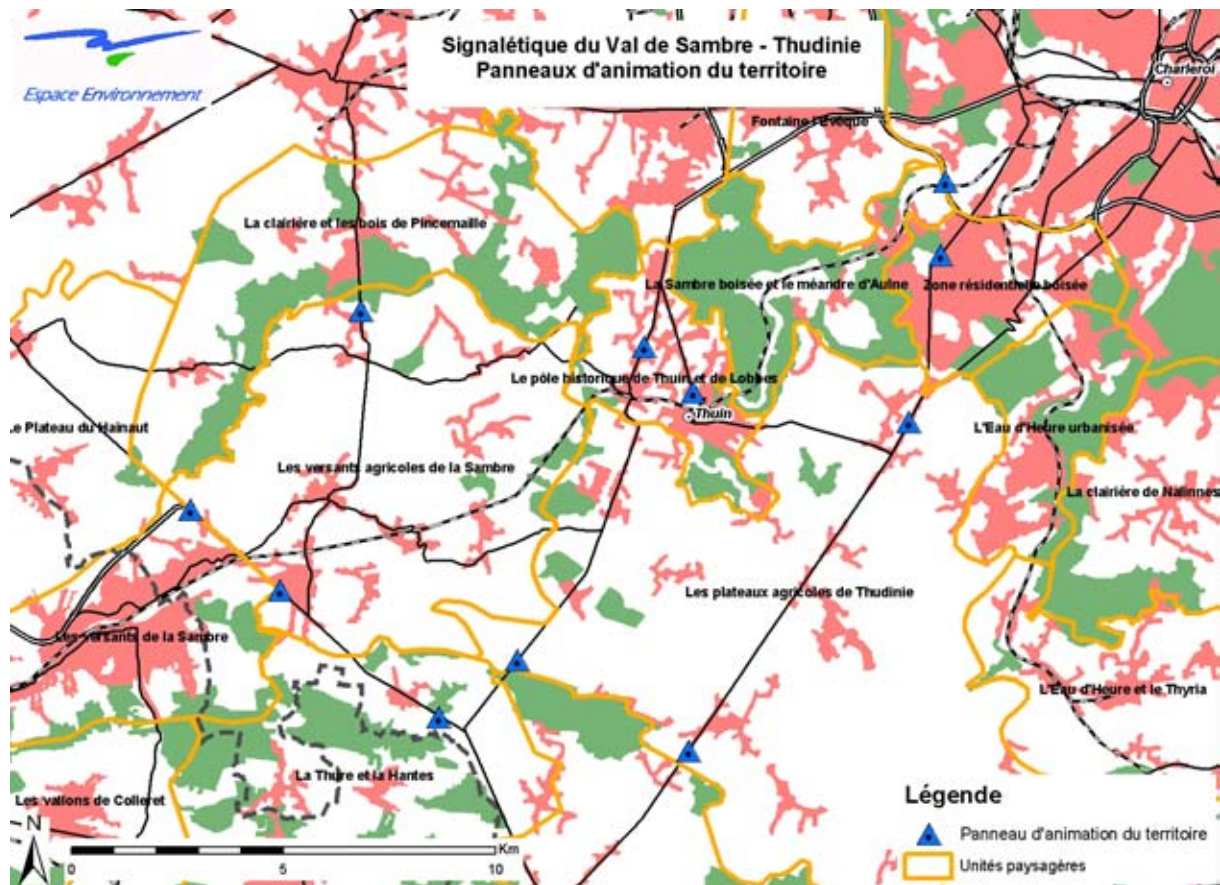 Signalétique du Val de Sambre - Thudinie
Panneaux d'animation du territoire
Espace Environnement
Charleroi
Fontaine l'Evêque
La clairière et les bois de Pincemaille
La Sambre boisée et le méandre d'Aulne
Zone résidentielle boisée
Le pôle historique de Thuin et de Lobbes
Thuin
Le Plateau du Hainaut
L'Eau d'Heure urbanisée
Les versants agricoles de la Sambre
La clairière de Nalinnes
Les plateaux agricoles de Thudinie
Les versants de la Sambre
L'Eau d'Heure et le Thyria
La Thure et la Hantes
Les vallons de Colleret
Légende
N
Panneau d'animation du territoire
Km
Unités paysagères
0 5 10